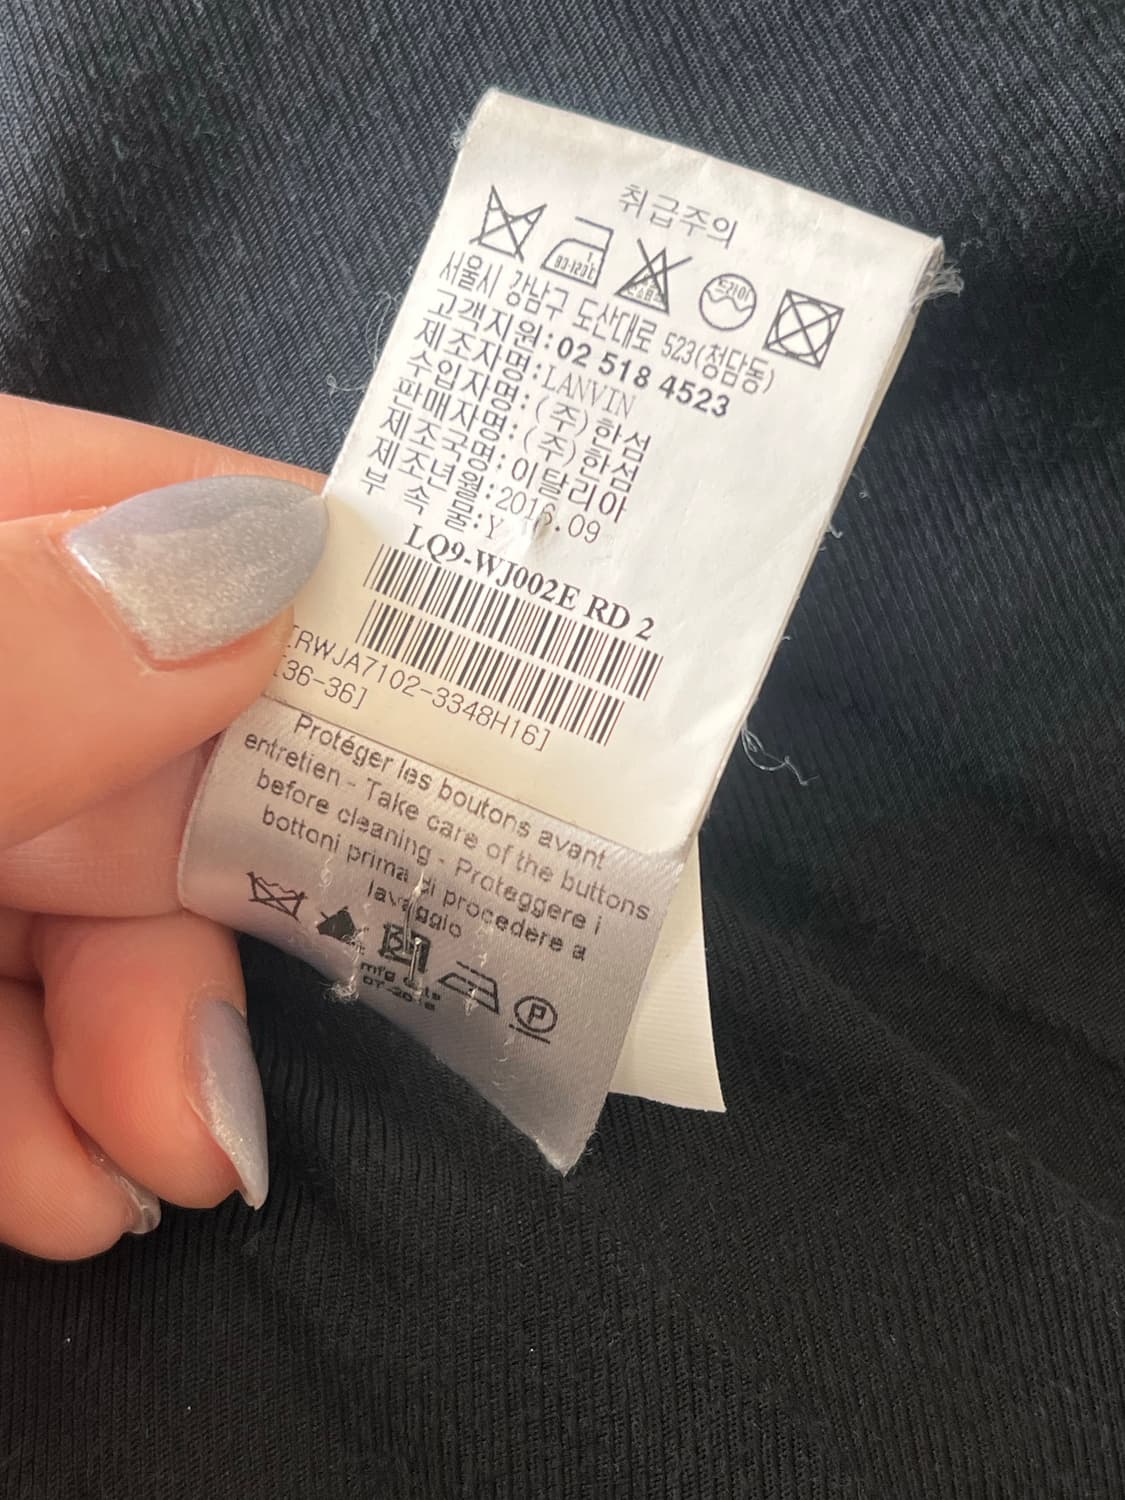 취급주의
80-120℃
드라이
서울시 강남구 도산대로 523(청담동)
고객지원:02 518 4523
제조자명:LANVIN
수입자명:(주)한섬
판매자명:(주)한섬
제조국명:이탈리아
제조년월:2016.09
부 속 물:Y
LQ9-WJ002E RD 2
RWJA7102-3348H16]
36-36]
Protéger les boutons avant
entretien - Take care of the buttons
before cleaning - Proteggere i
bottoni prima di procedere a
lavaggio
P
mfg date